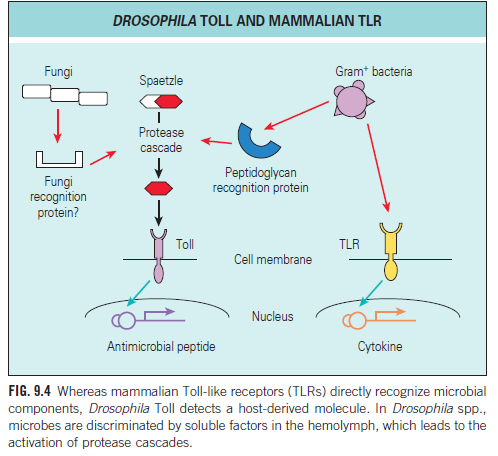 DROSOPHILA TOLL AND MAMMALIAN TLR
Fungi
Spaetzle
Gram⁺ bacteria
Protease
cascade
Fungi
recognition
protein?
Peptidoglycan
recognition protein
Toll
TLR
Cell membrane
Nucleus
Antimicrobial peptide
Cytokine
FIG. 9.4 Whereas mammalian Toll-like receptors (TLRs) directly recognize microbial
components, Drosophila Toll detects a host-derived molecule. In Drosophila spp.,
microbes are discriminated by soluble factors in the hemolymph, which leads to the
activation of protease cascades.